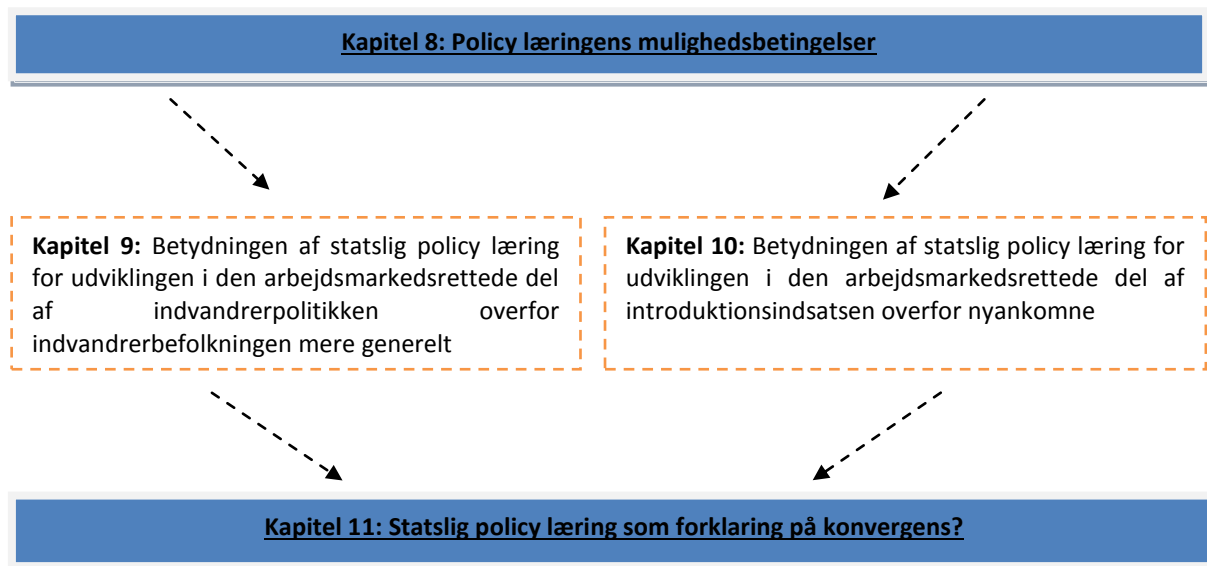 Kapitel 8: Policy læringens mulighedsbetingelser
Kapitel 9: Betydningen af statslig policy læring
for udviklingen i den arbejdsmarkedsrettede del
af indvandrerpolitikken overfor
indvandrerbefolkningen mere generelt
Kapitel 10: Betydningen af statslig policy læring for
udviklingen i den arbejdsmarkedsrettede del af
introduktionsindsatsen overfor nyankomne
Kapitel 11: Statslig policy læring som forklaring på konvergens?